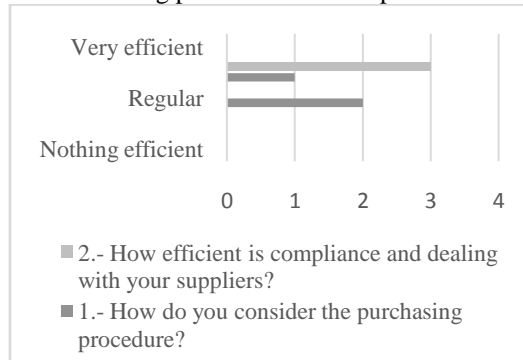 Very efficient
Regular
Nothing efficient
0 1 2 3 4
2.- How efficient is compliance and dealing
with your suppliers?
1.- How do you consider the purchasing
procedure?